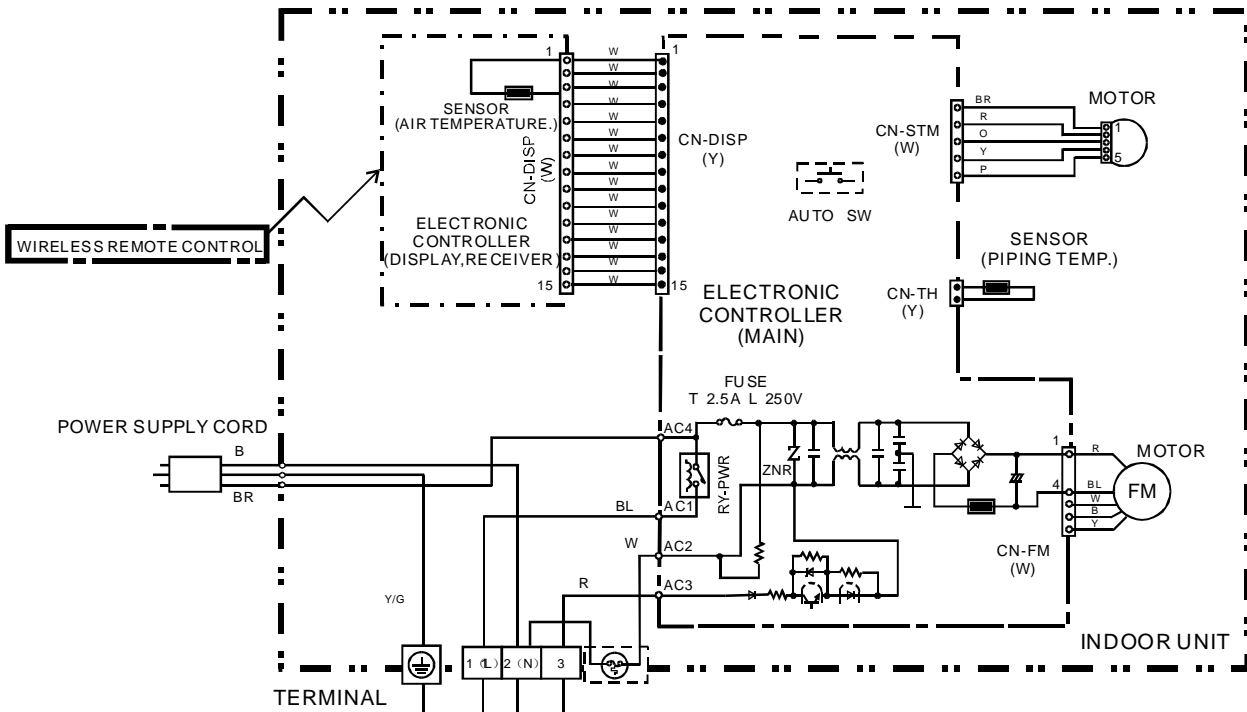 WIRELESS REMOTE CONTROL
1
SENSOR
(AIR TEMPERATURE.)
CN-DISP
(W)
ELECTRONIC
CONTROLLER
(DISPLAY,RECEIVER)
15
W
W
W
W
W
W
W
W
W
W
W
W
W
W
1
CN-DISP
(Y)
15
AUTO SW
ELECTRONIC
CONTROLLER
(MAIN)
CN-STM
(W)
BR
R
O
Y
P
MOTOR
1
5
SENSOR
(PIPING TEMP.)
CN-TH
(Y)
POWER SUPPLY CORD
B
BR
Y/G
FUSE
T 2.5A L 250V
AC4
RY-PWR
ZNR
BL
AC1
W
AC2
R
AC3
1
4
R
BL
W
B
Y
MOTOR
FM
CN-FM
(W)
INDOOR UNIT
1 (L)
2 (N)
3
TERMINAL